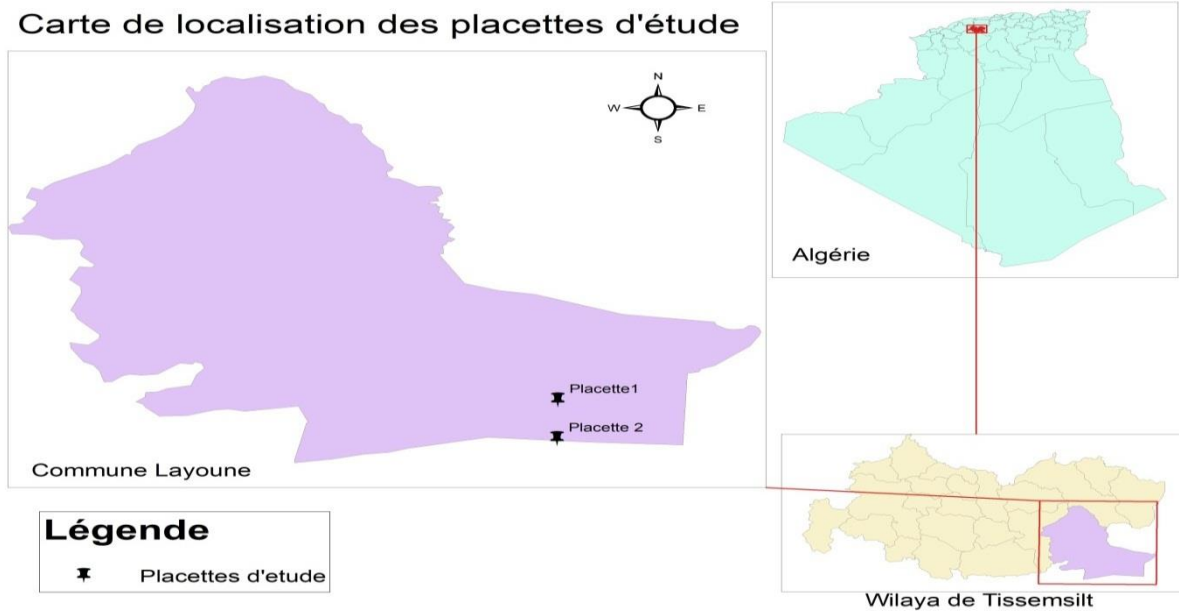 Carte de localisation des placettes d'étude
N
W E
S
Algérie
Placette1
Placette 2
Commune Layoune
Légende
Placettes d'etude
Wilaya de Tissemsilt